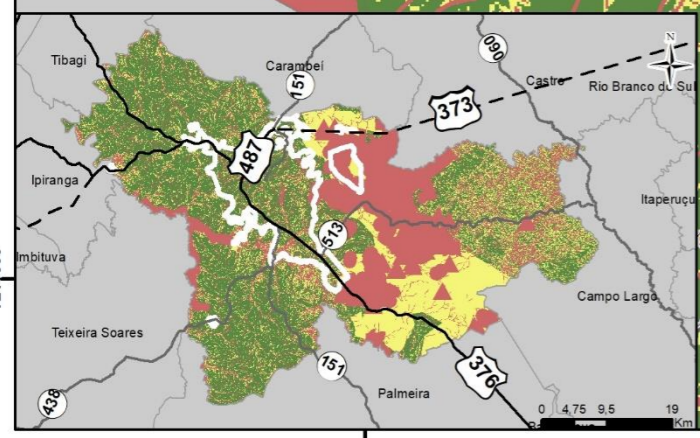 Tibagi
Carambeí
151
090
Castro
Rio Branco du Sul
373
487
Ipiranga
Itaperuçu
Imbituva
513
Campo Largo
Teixeira Soares
151
376
438
Palmeira
0 4,75 9,5 19
Km